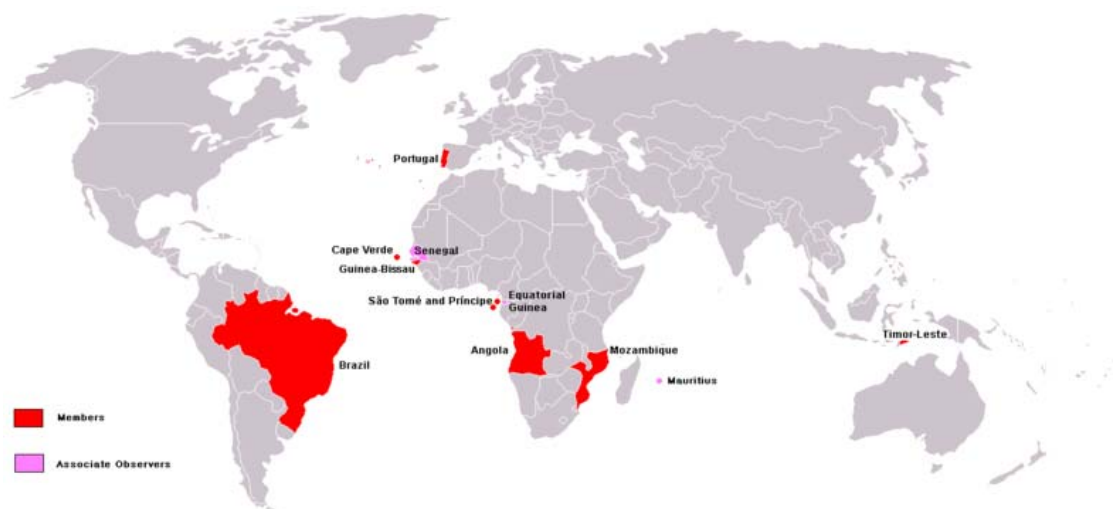 Portugal
Cape Verde
Senegal
Guinea-Bissau
São Tomé and Príncipe
Equatorial
Guinea
Timor-Leste
Angola
Mozambique
Brazil
Mauritius
Members
Associate Observers